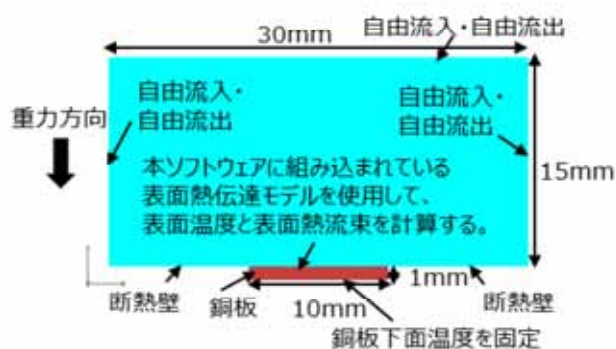 自由流入・自由流出
30mm
自由流入・
自由流出
自由流入・
自由流出
重力方向
本ソフトウェアに組み込まれている
表面熱伝達モデルを使用して、
表面温度と表面熱流束を計算する。
15mm
1mm
断熱壁
銅板
10mm
断熱壁
銅板下面温度を固定